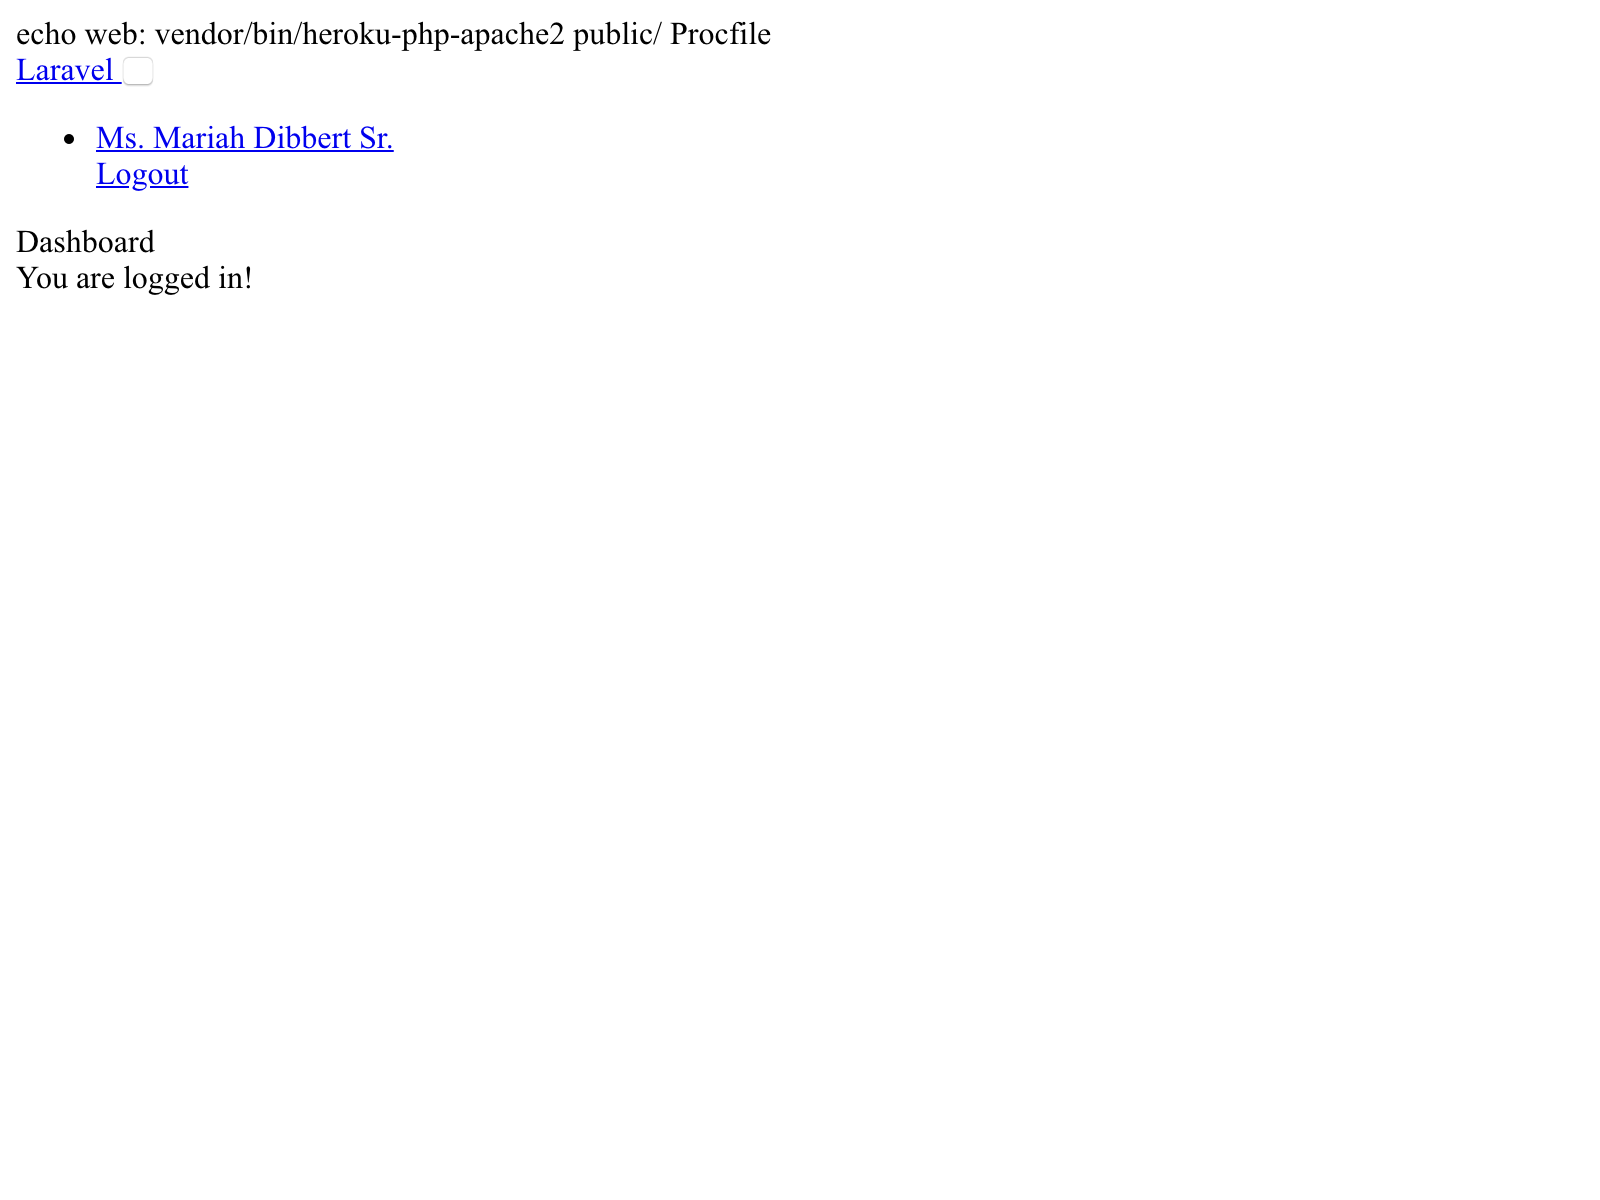 echo web: vendor/bin/heroku-php-apache2 public/ Procfile
Laravel
Ms. Mariah Dibbert Sr.
Logout
Dashboard
You are logged in!